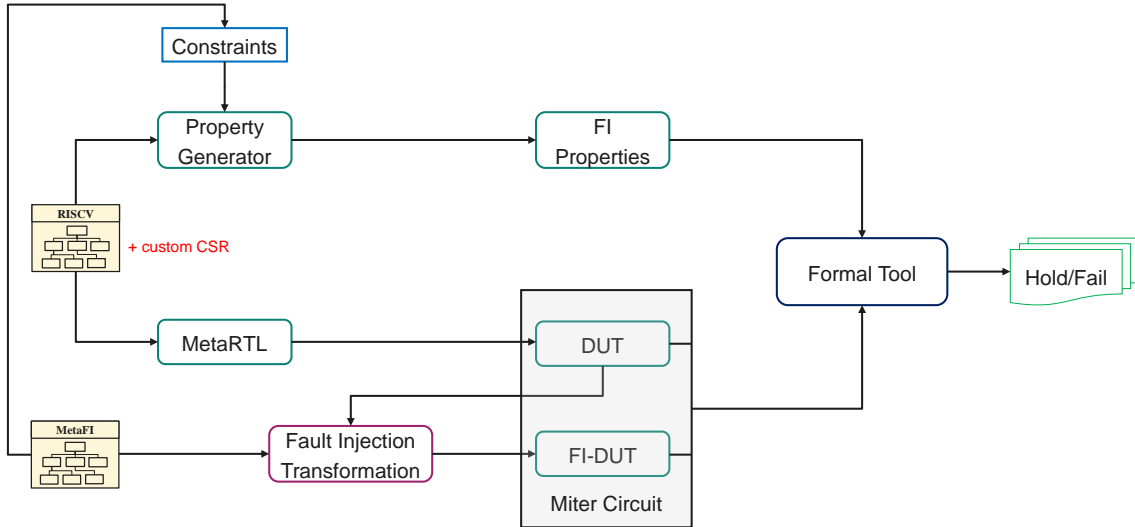 Constraints
Property
Generator
FI
Properties
RISCV
+ custom CSR
Formal Tool
Hold/Fail
MetaRTL
DUT
MetaFI
Fault Injection
Transformation
FI-DUT
Miter Circuit